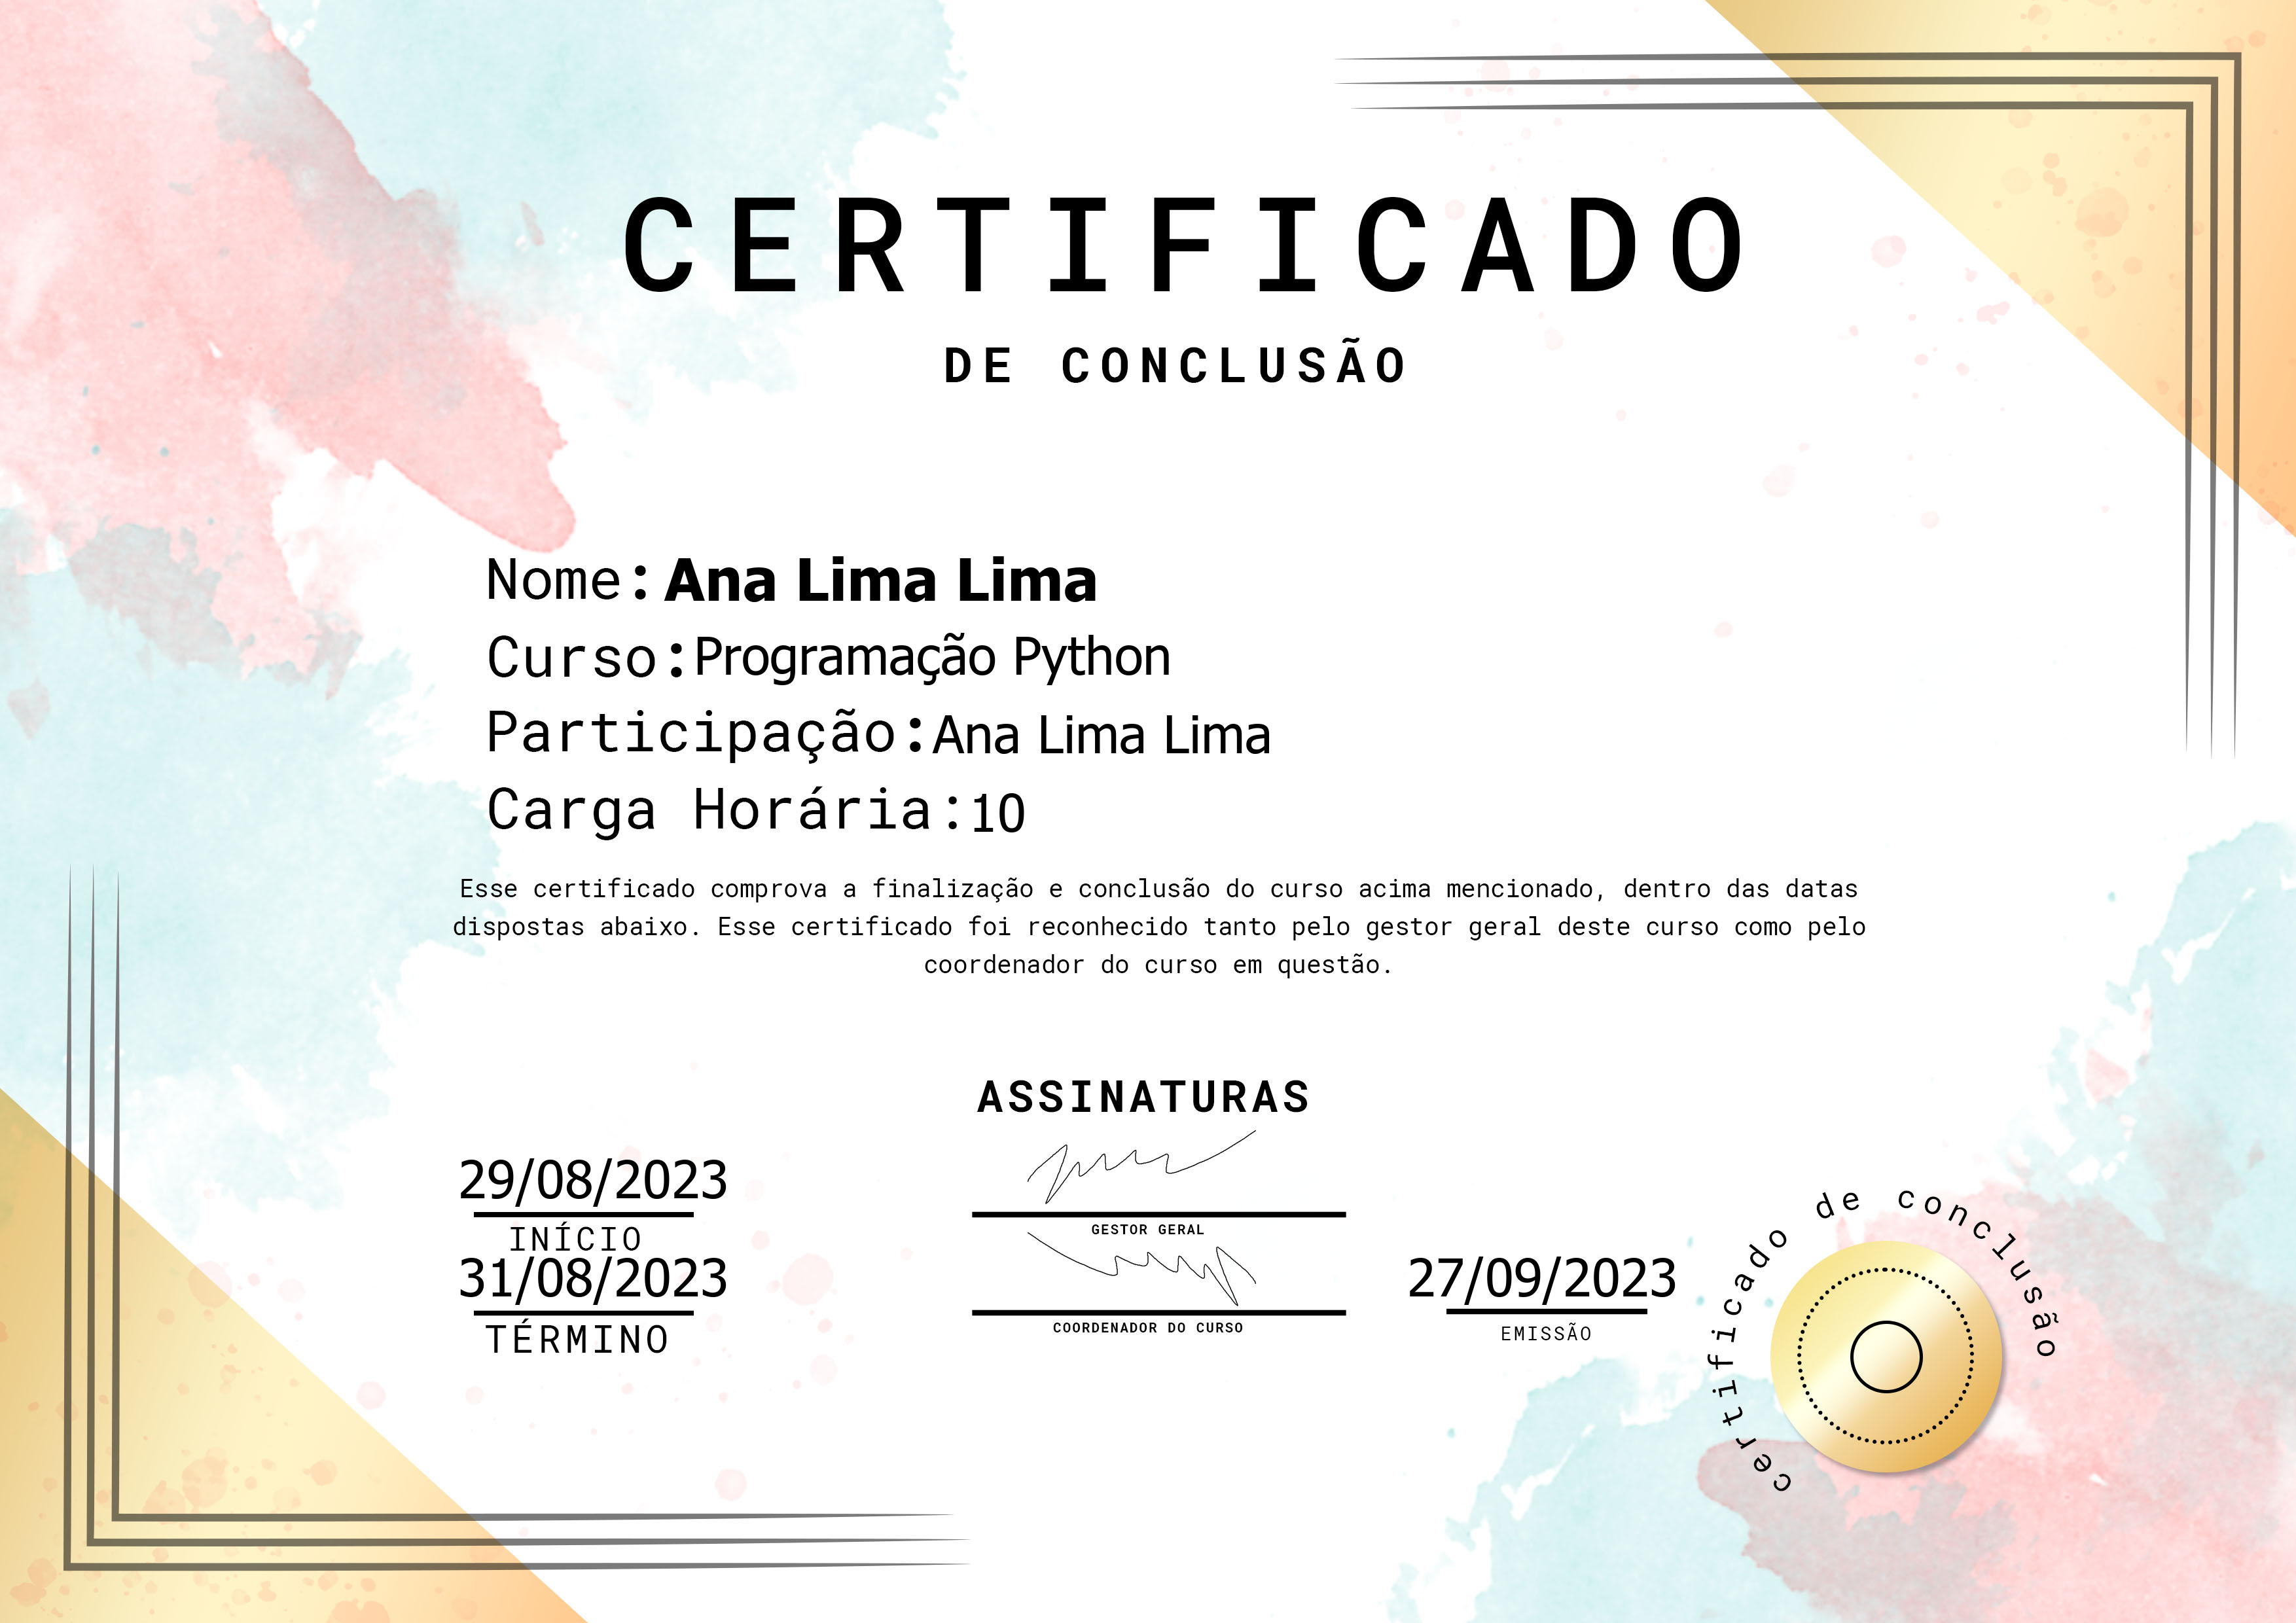 CERTIFICADO
DE CONCLUSÃO
Nome: Ana Lima Lima
Curso: Programação Python
Participação: Ana Lima Lima
Carga Horária: 10
Esse certificado comprova a finalização e conclusão do curso acima mencionado, dentro das datas
dispostas abaixo. Esse certificado foi reconhecido tanto pelo gestor geral deste curso como pelo
coordenador do curso em questão.
ASSINATURAS
29/08/2023
INÍCIO
GESTOR GERAL
31/08/2023
TÉRMINO
COORDENADOR DO CURSO
27/09/2023
EMISSÃO
certificado de conclusão